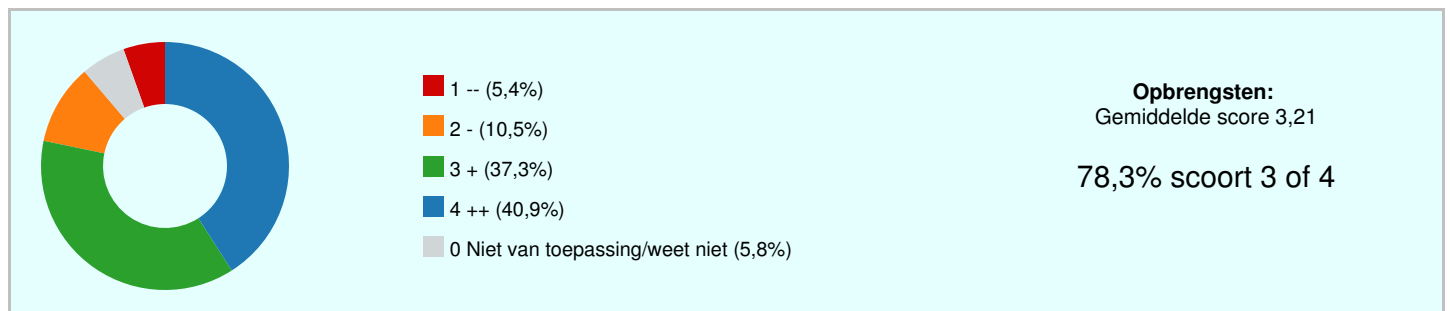 1 -- (5,4%)
2 - (10,5%)
3 + (37,3%)
4 ++ (40,9%)
0 Niet van toepassing/weet niet (5,8%)
Opbrengsten:
Gemiddelde score 3,21
78,3% scoort 3 of 4